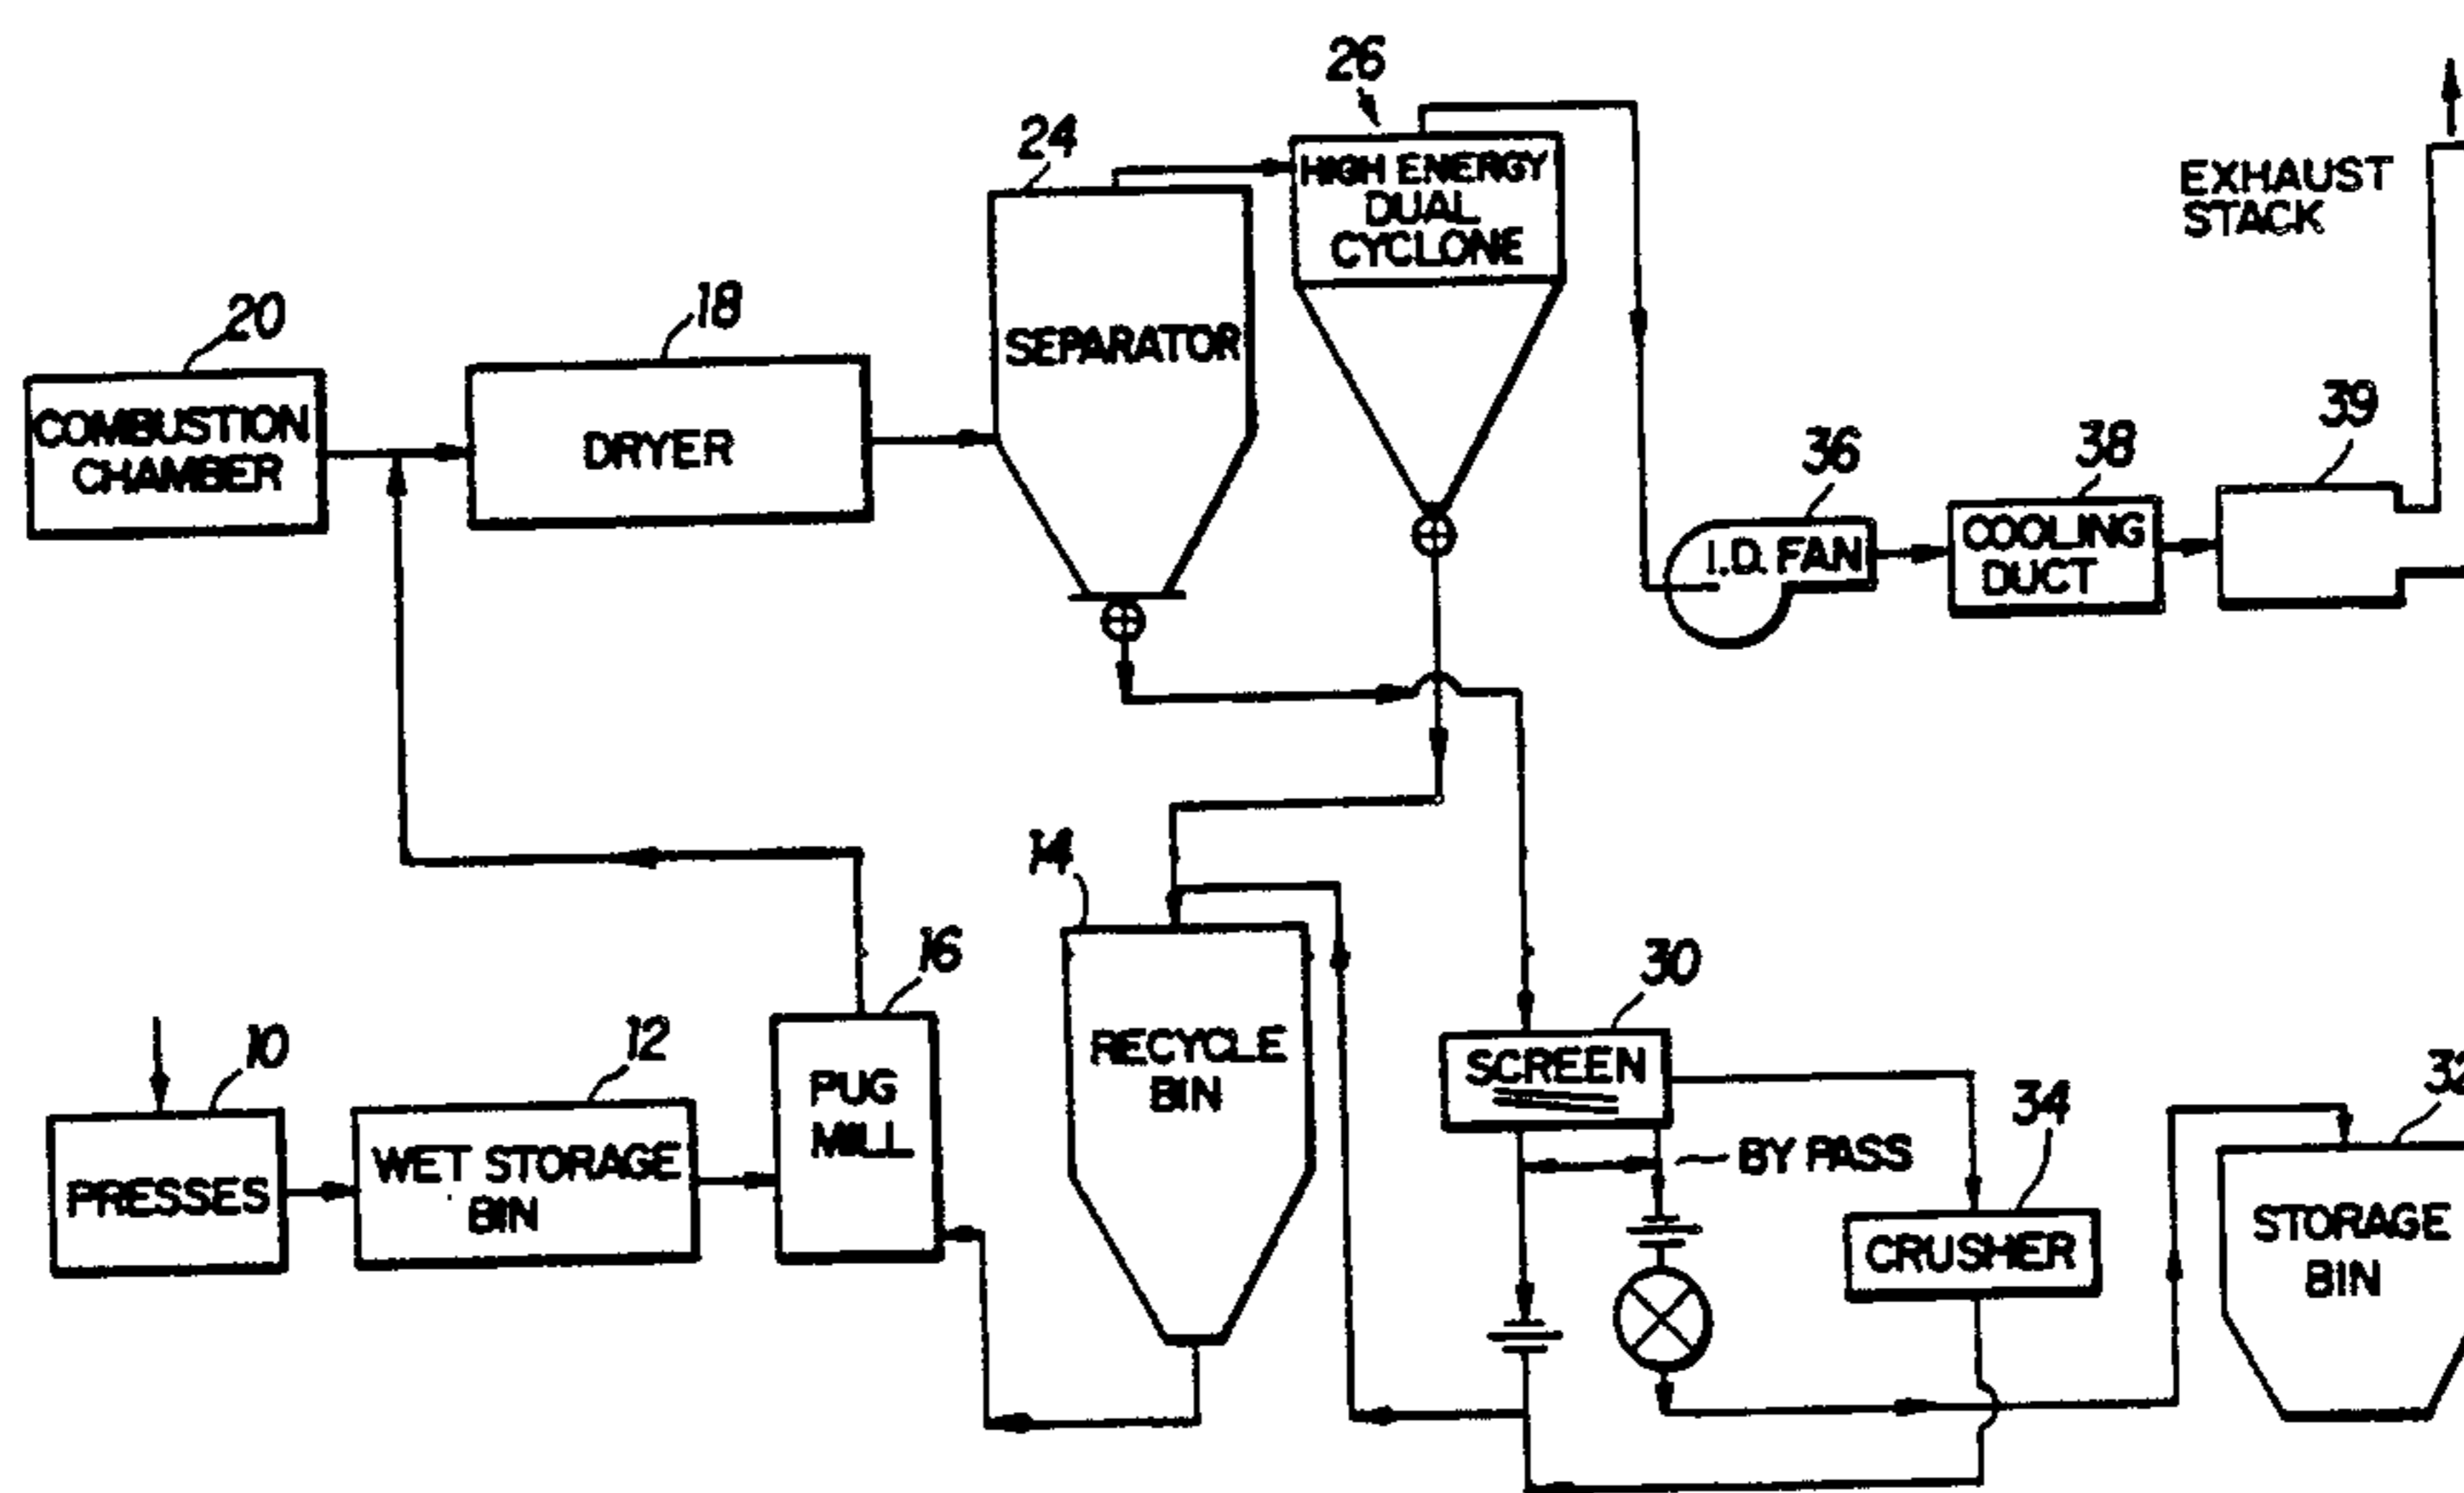 26
24
HIGH ENERGY
DUAL
CYCLONE
EXHAUST
STACK
20
18
SEPARATOR
COMBUSTION
CHAMBER
DRYER
36
38
39
I.D. FAN
COOLING
DUCT
14
16
30
10
12
RECYCLE
BIN
SCREEN
34
PUG
MILL
BY PASS
PRESSES
WET STORAGE
BIN
CRUSHER
STORAGE
BIN